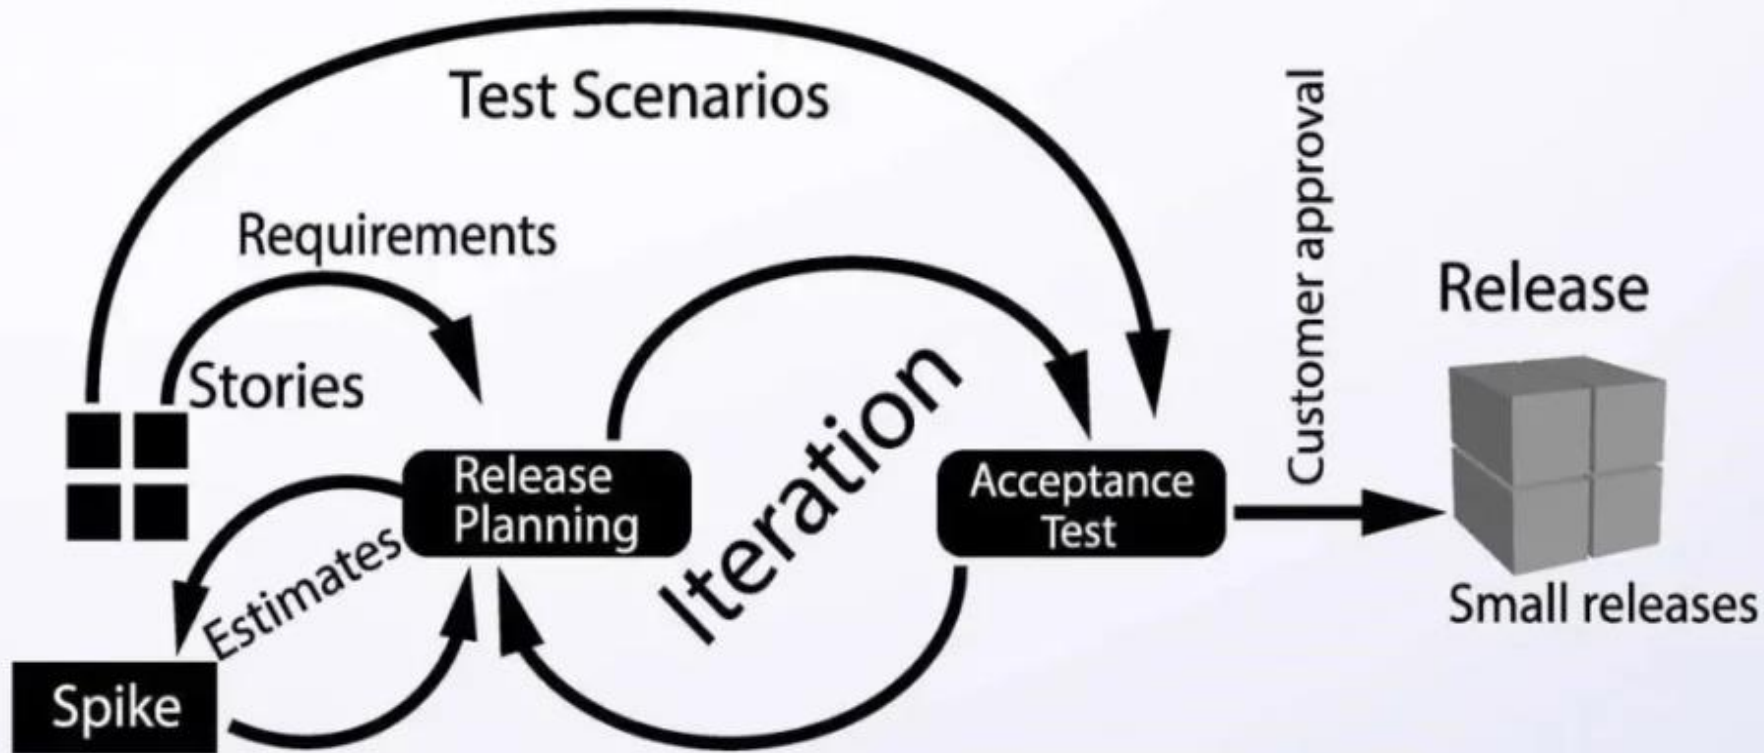 Test Scenarios
Requirements
Stories
Release
Planning
Estimates
Spike
Iteration
Acceptance
Test
Customer approval
Release
Small releases